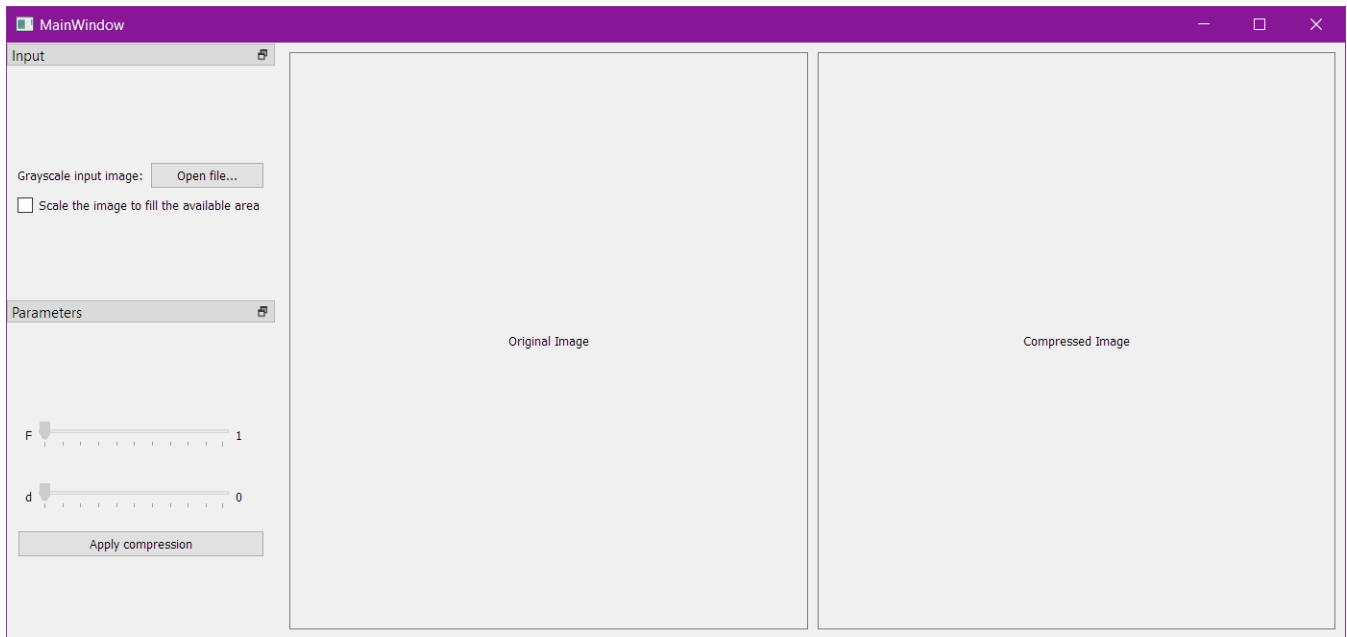 MainWindow
Input
Grayscale input image: Open file...
Scale the image to fill the available area
Parameters
F 1
d 0
Apply compression
Original Image
Compressed Image